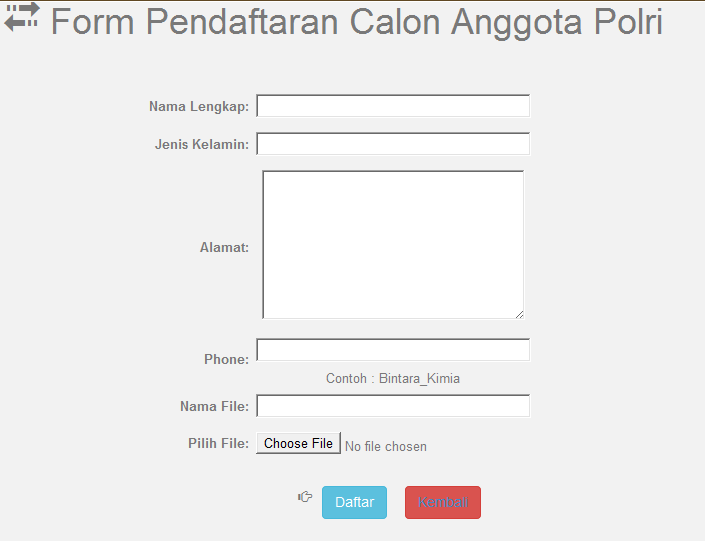 Form Pendaftaran Calon Anggota Polri
Nama Lengkap:
Jenis Kelamin:
Alamat:
Phone:
Contoh : Bintara_Kimia
Nama File:
Pilih File: Choose File No file chosen
Daftar Kembali